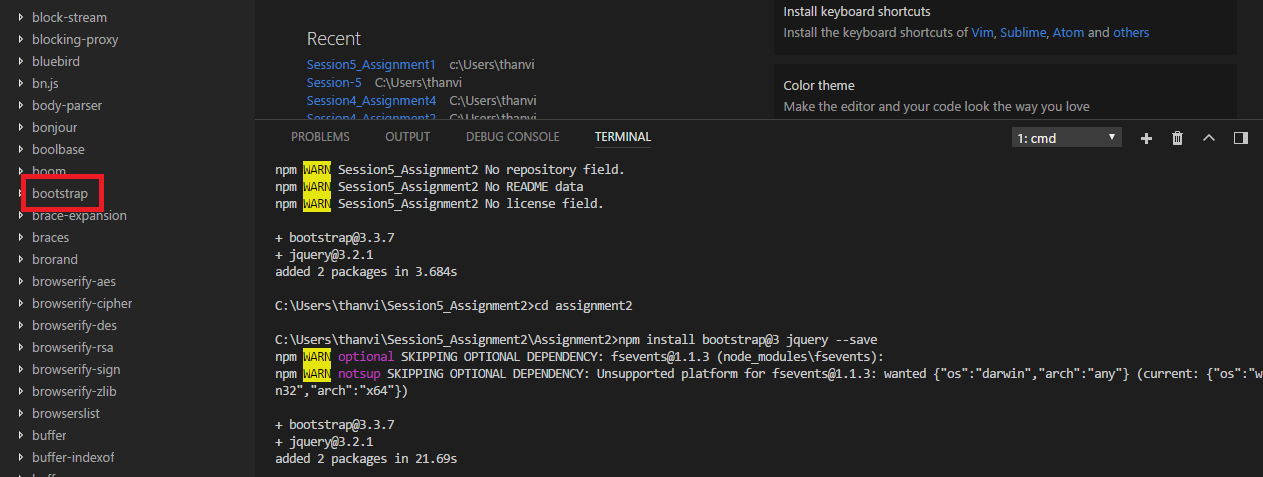 block-stream
blocking-proxy
bluebird
bn.js
body-parser
bonjour
boolbase
boom
bootstrap
brace-expansion
braces
brorand
browserify-aes
browserify-cipher
browserify-des
browserify-rsa
browserify-sign
browserify-zlib
browserslist
buffer
buffer-indexof
Recent
Session5_Assignment1 c:\Users\thanvi
Session-5 C:\Users\thanvi
Session4_Assignment4 C:\Users\thanvi
Session4_Assignment2 C:\Users\thanvi
Install keyboard shortcuts
Install the keyboard shortcuts of Vim, Sublime, Atom and others
Color theme
Make the editor and your code look the way you love
PROBLEMS OUTPUT DEBUG CONSOLE TERMINAL 1: cmd
npm WARN Session5_Assignment2 No repository field.
npm WARN Session5_Assignment2 No README data
npm WARN Session5_Assignment2 No license field.
+ bootstrap@3.3.7
+ jquery@3.2.1
added 2 packages in 3.684s
C:\Users\thanvi\Session5_Assignment2>cd assignment2
C:\Users\thanvi\Session5_Assignment2\Assignment2>npm install bootstrap@3 jquery --save
npm WARN optional SKIPPING OPTIONAL DEPENDENCY: fsevents@1.1.3 (node_modules\fsevents):
npm WARN notsup SKIPPING OPTIONAL DEPENDENCY: Unsupported platform for fsevents@1.1.3: wanted {"os":"darwin","arch":"any"} (current: {"os":"w
n32","arch":"x64"})
+ bootstrap@3.3.7
+ jquery@3.2.1
added 2 packages in 21.69s